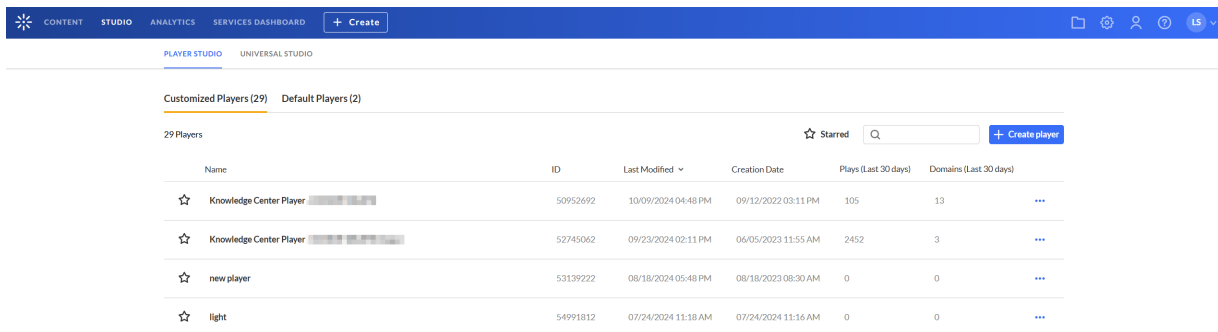 CONTENT STUDIO ANALYTICS SERVICES DASHBOARD + Create LS
PLAYER STUDIO UNIVERSAL STUDIO
Customized Players (29) Default Players (2)
29 Players Starred + Create player
Name ID Last Modified Creation Date Plays (Last 30 days) Domains (Last 30 days)
Knowledge Center Player 50952692 10/09/2024 04:48 PM 09/12/2022 03:11 PM 105 13
Knowledge Center Player 52745062 09/23/2024 02:11 PM 06/05/2023 11:55 AM 2452 3
new player 53139222 08/18/2024 05:48 PM 08/18/2023 08:30 AM 0 0
light 54991812 07/24/2024 11:18 AM 07/24/2024 11:16 AM 0 0